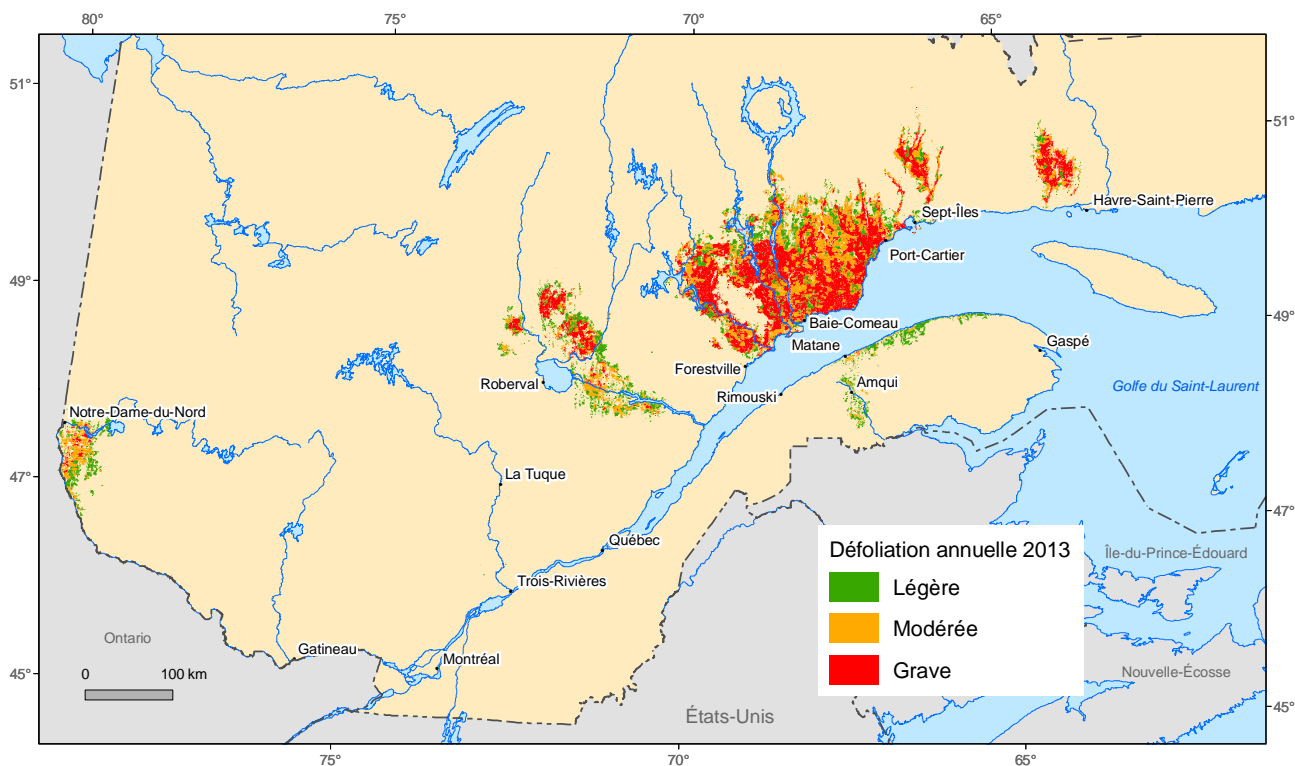 80°
75°
70°
65°
51°
51°
Havre-Saint-Pierre
Sept-Îles
Port-Cartier
49°
49°
Baie-Comeau
Matane
Gaspé
Forestville
Roberval
Amqui
Golfe du Saint-Laurent
Rimouski
Notre-Dame-du-Nord
47°
La Tuque
47°
Québec
Défoliation annuelle 2013
Île-du-Prince-Édouard
Trois-Rivières
Légère
Modérée
Ontario
Gatineau
Montréal
Grave
Nouvelle-Écosse
45°
0
100 km
États-Unis
45°
75°
70°
65°